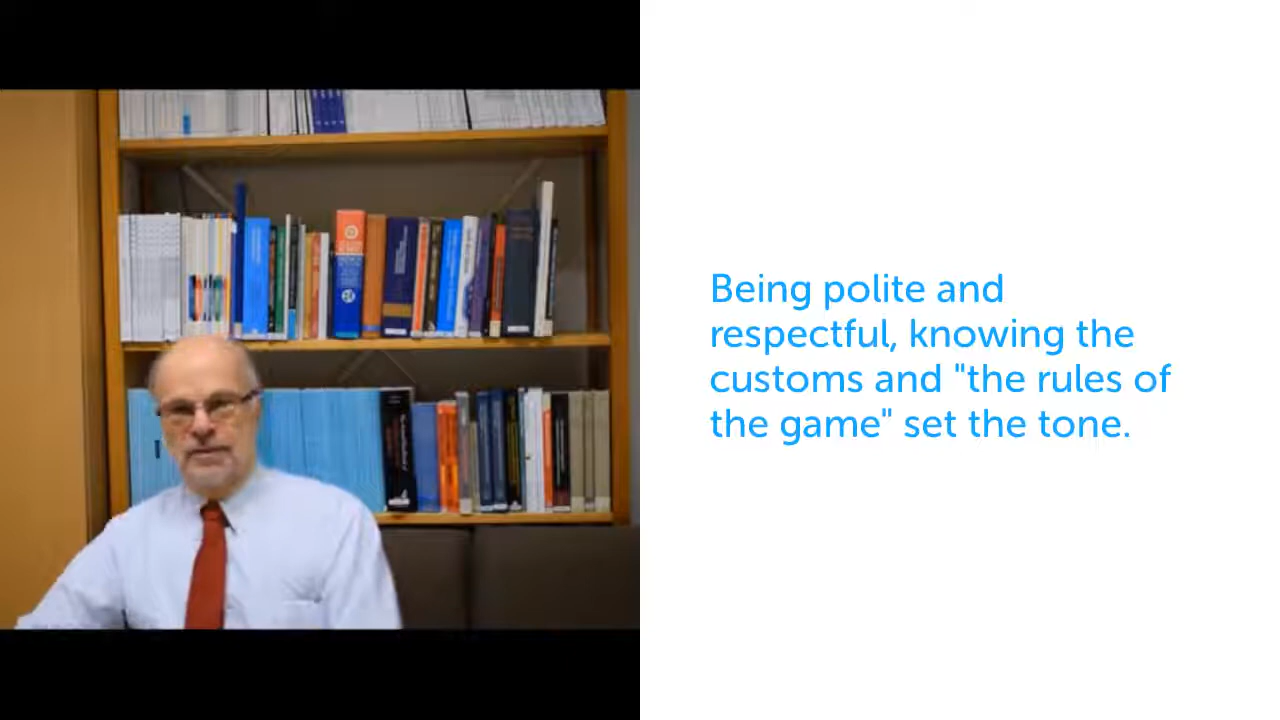 Being polite and
respectful, knowing the
customs and "the rules of
the game" set the tone.